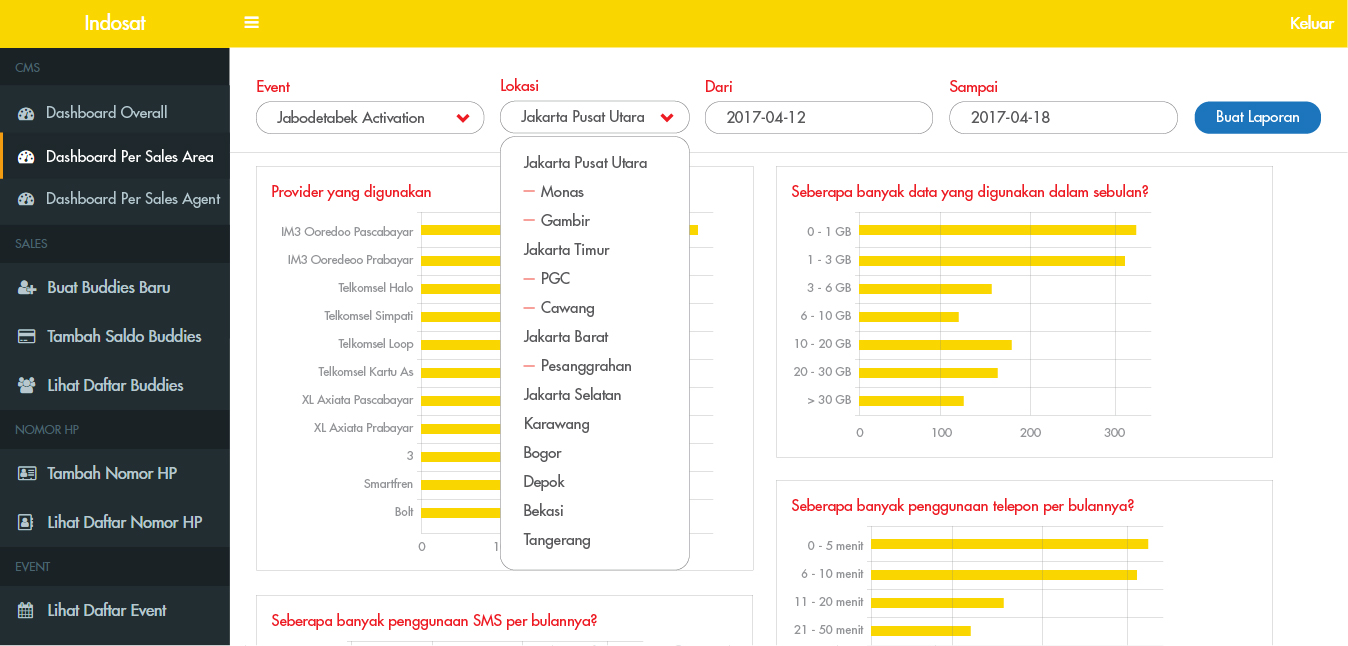 Indosat
Keluar
CMS
Dashboard Overall
Dashboard Per Sales Area
Dashboard Per Sales Agent
SALES
Buat Buddies Baru
Tambah Saldo Buddies
Lihat Daftar Buddies
NOMOR HP
Tambah Nomor HP
Lihat Daftar Nomor HP
EVENT
Lihat Daftar Event
Event
Jabodetabek Activation
Lokasi
Jakarta Pusat Utara
Dari
2017-04-12
Sampai
2017-04-18
Buat Laporan
Jakarta Pusat Utara
— Monas
— Gambir
Jakarta Timur
— PGC
— Cawang
Jakarta Barat
— Pesanggrahan
Jakarta Selatan
Karawang
Bogor
Depok
Bekasi
Tangerang
Provider yang digunakan
IM3 Ooredoo Pascabayar
IM3 Ooredeoo Prabayar
Telkomsel Halo
Telkomsel Simpati
Telkomsel Loop
Telkomsel Kartu As
XL Axiata Pascabayar
XL Axiata Prabayar
3
Smartfren
Bolt
0 1
Seberapa banyak data yang digunakan dalam sebulan?
0 - 1 GB
1 - 3 GB
3 - 6 GB
6 - 10 GB
10 - 20 GB
20 - 30 GB
> 30 GB
0 100 200 300
Seberapa banyak penggunaan SMS per bulannya?
Seberapa banyak penggunaan telepon per bulannya?
0 - 5 menit
6 - 10 menit
11 - 20 menit
21 - 50 menit